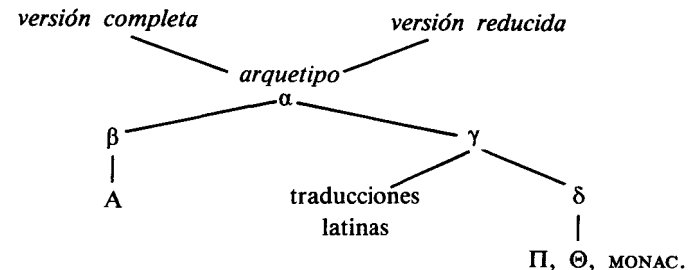 versión completa versión reducida
arquetipo
α
β γ
A traducciones δ
latinas
Π, Θ, MONAC.